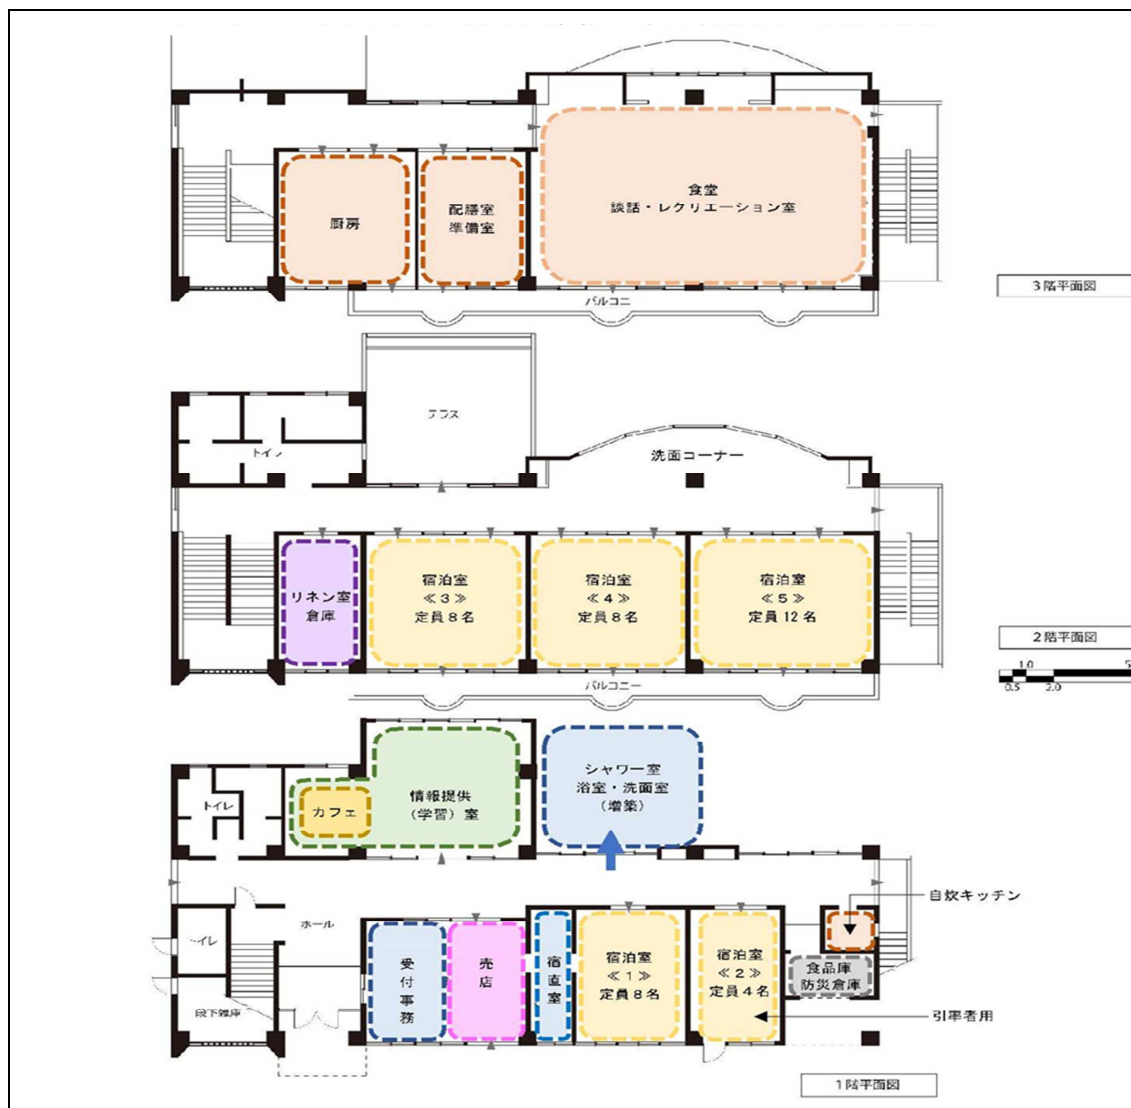 食堂
談話・レクリエーション室
厨房
配膳室
準備室
バルコニ
3階平面図
テラス
トイレ
洗面コーナー
リネン室
倉庫
宿泊室
≪3≫
定員8名
宿泊室
≪4≫
定員8名
宿泊室
≪5≫
定員12名
バルコニー
2階平面図
1.0
5
0.5
2.0
シャワー室
浴室・洗面室
(増築)
トイレ
カフェ
情報提供
(学習)室
自炊キッチン
ホール
イレ
受付事務
売店
宿直室
宿泊室
≪1≫
定員8名
宿泊室
≪2≫
定員4名
食品庫
防災倉庫
引率者用
1階平面図